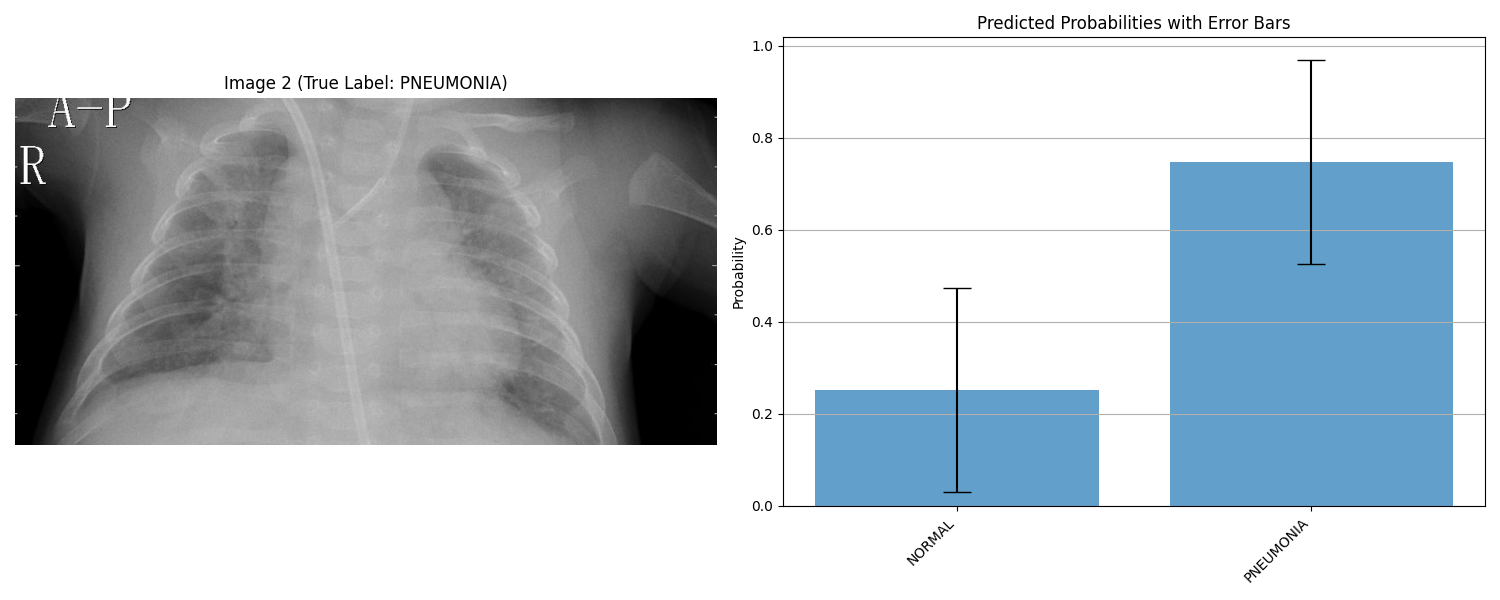 Image 2 (True Label: PNEUMONIA)
A-P
R
Predicted Probabilities with Error Bars
Probability
1.0
0.8
0.6
0.4
0.2
0.0
NORMAL
PNEUMONIA